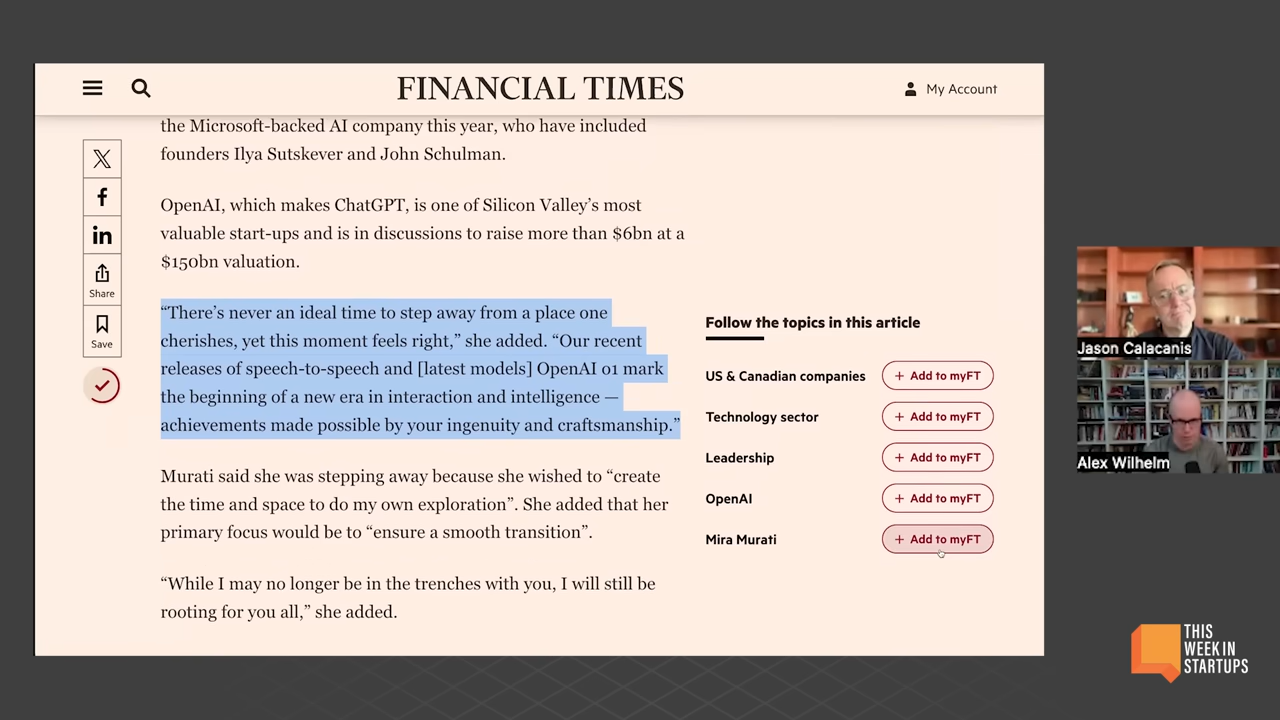 FINANCIAL TIMES
My Account
the Microsoft-backed AI company this year, who have included
founders Ilya Sutskever and John Schulman.
OpenAI, which makes ChatGPT, is one of Silicon Valley’s most
valuable start-ups and is in discussions to raise more than $6bn at a
$150bn valuation.
“There’s never an ideal time to step away from a place one
cherishes, yet this moment feels right,” she added. “Our recent
releases of speech-to-speech and [latest models] OpenAI o1 mark
the beginning of a new era in interaction and intelligence —
achievements made possible by your ingenuity and craftsmanship.”
Murati said she was stepping away because she wished to “create
the time and space to do my own exploration”. She added that her
primary focus would be to “ensure a smooth transition”.
“While I may no longer be in the trenches with you, I will still be
rooting for you all,” she added.
X
f
in
Share
Save
Follow the topics in this article
US & Canadian companies + Add to myFT
Technology sector + Add to myFT
Leadership + Add to myFT
OpenAI + Add to myFT
Mira Murati + Add to myFT
Jason Calacanis
Alex Wilhelm
THIS
WEEK IN
STARTUPS